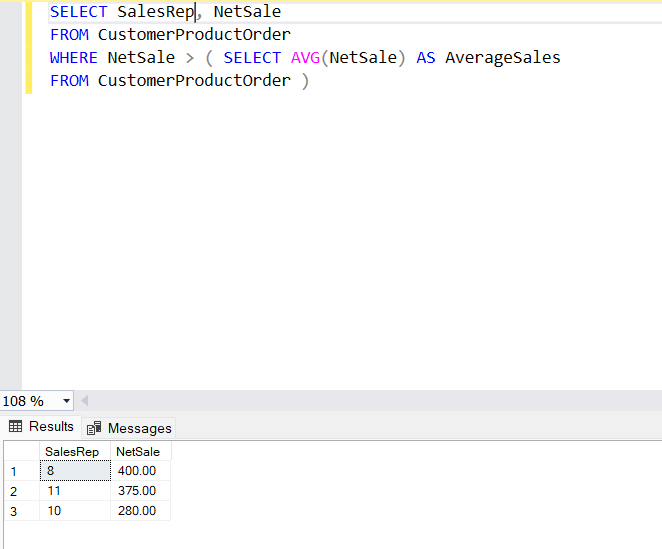 SELECT SalesRep, NetSale
FROM CustomerProductOrder
WHERE NetSale > ( SELECT AVG(NetSale) AS AverageSales
FROM CustomerProductOrder )
108 %
Results Messages
SalesRep NetSale
1 8 400.00
2 11 375.00
3 10 280.00